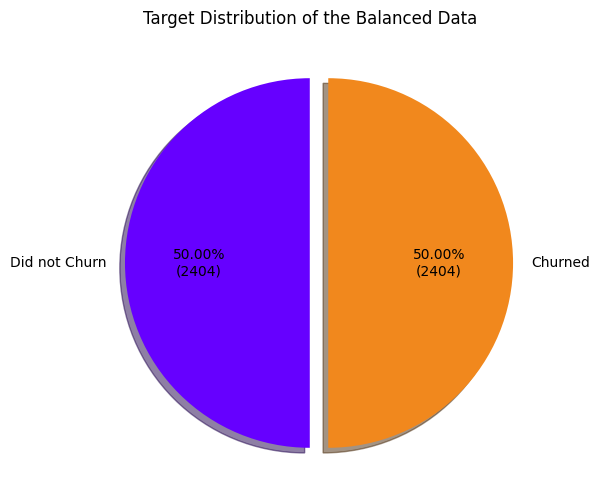 Target Distribution of the Balanced Data
Did not Churn
50.00%
(2404)
50.00%
(2404)
Churned